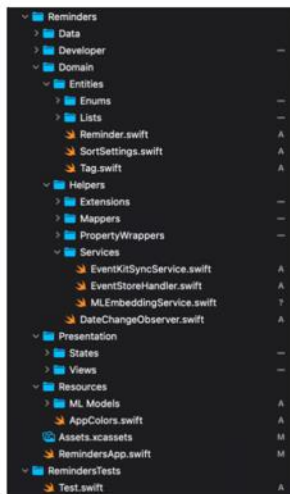 Reminders
Data
Developer —
Domain
Entities
Enums —
Lists —
Reminder.swift A
SortSettings.swift A
Tag.swift A
Helpers
Extensions —
Mappers —
PropertyWrappers —
Services
EventKitSyncService.swift A
EventStoreHandler.swift A
MLEmbeddingService.swift ?
DateChangeObserver.swift A
Presentation
States —
Views —
Resources
ML Models A
AppColors.swift A
Assets.xcassets M
RemindersApp.swift M
RemindersTests
Test.swift A